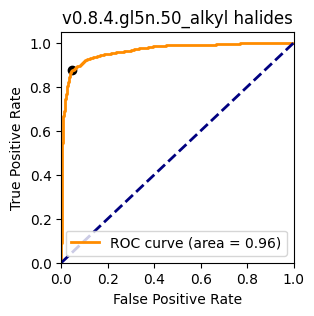 v0.8.4.gl5n.50_alkyl halides
True Positive Rate
1.0
0.8
0.6
0.4
0.2
0.0
ROC curve (area = 0.96)
0.0 0.2 0.4 0.6 0.8 1.0
False Positive Rate